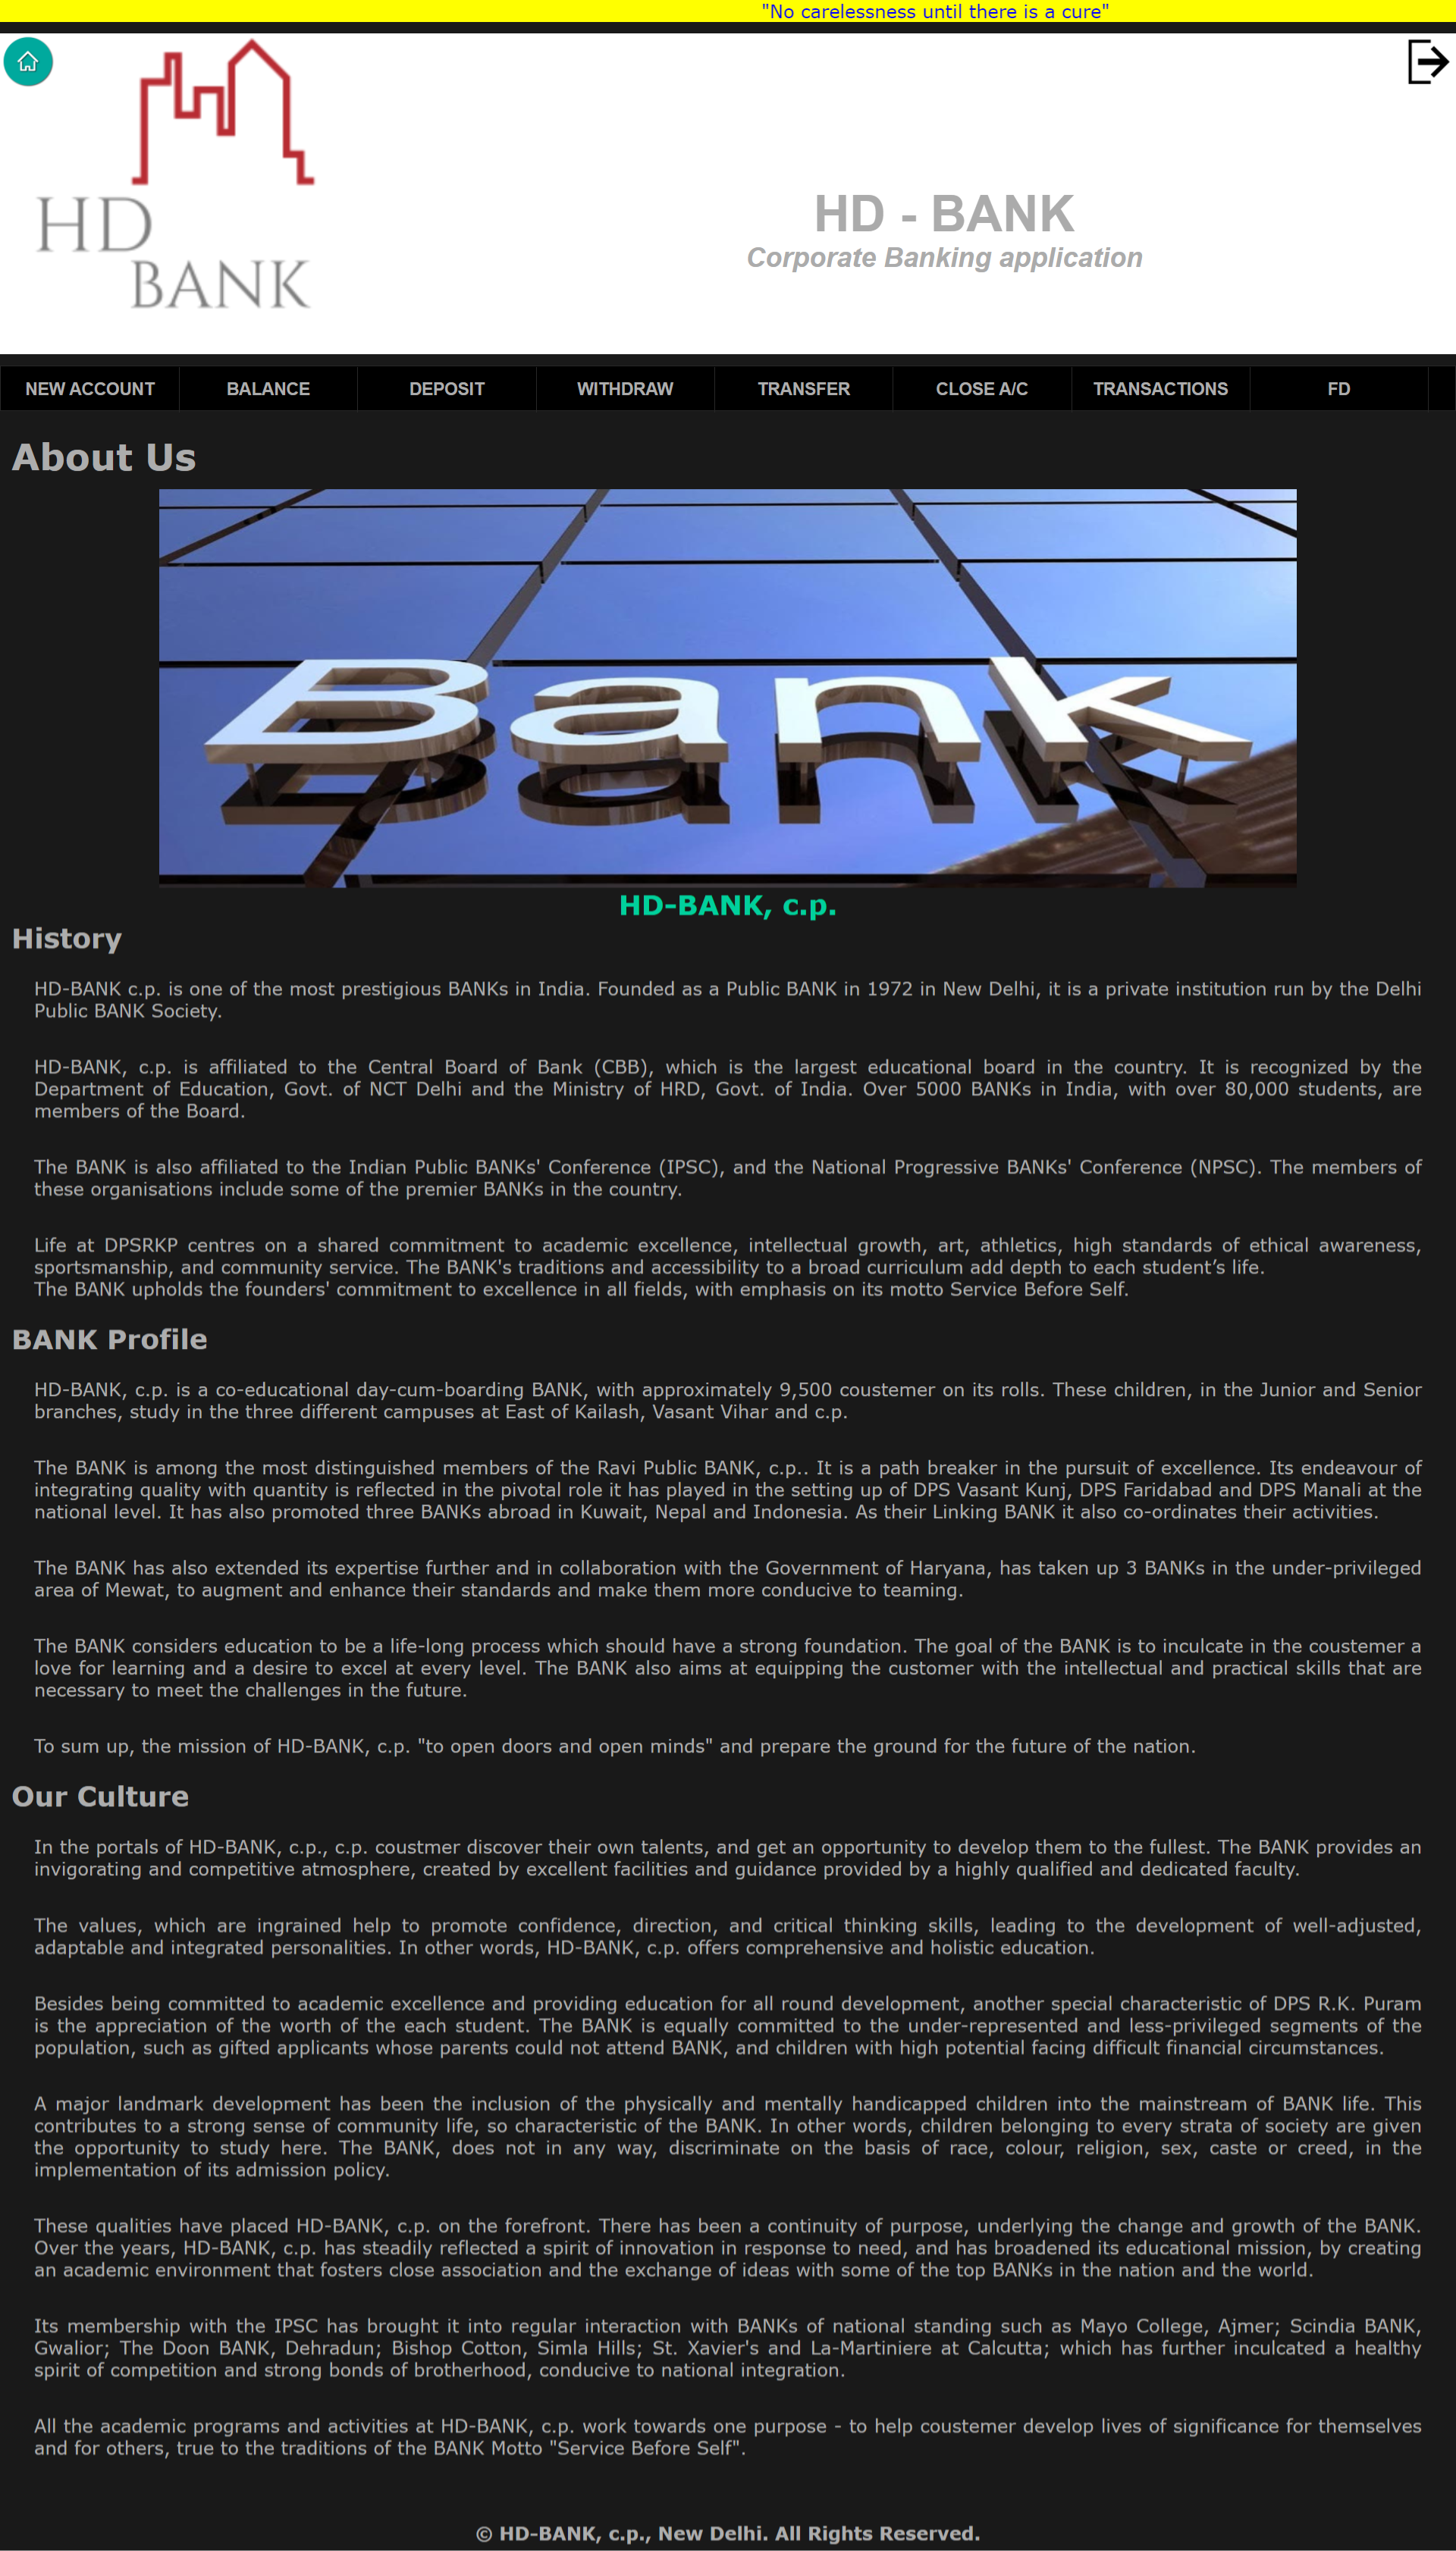 "No carelessness until there is a cure"
HD
BANK
HD - BANK
Corporate Banking application
NEW ACCOUNT BALANCE DEPOSIT WITHDRAW TRANSFER CLOSE A/C TRANSACTIONS FD
About Us
Bank
HD-BANK, c.p.
History
HD-BANK c.p. is one of the most prestigious BANKs in India. Founded as a Public BANK in 1972 in New Delhi, it is a private institution run by the Delhi
Public BANK Society.
HD-BANK, c.p. is affiliated to the Central Board of Bank (CBB), which is the largest educational board in the country. It is recognized by the
Department of Education, Govt. of NCT Delhi and the Ministry of HRD, Govt. of India. Over 5000 BANKs in India, with over 80,000 students, are
members of the Board.
The BANK is also affiliated to the Indian Public BANKs' Conference (IPSC), and the National Progressive BANKs' Conference (NPSC). The members of
these organisations include some of the premier BANKs in the country.
Life at DPSRKP centres on a shared commitment to academic excellence, intellectual growth, art, athletics, high standards of ethical awareness,
sportsmanship, and community service. The BANK's traditions and accessibility to a broad curriculum add depth to each student’s life.
The BANK upholds the founders' commitment to excellence in all fields, with emphasis on its motto Service Before Self.
BANK Profile
HD-BANK, c.p. is a co-educational day-cum-boarding BANK, with approximately 9,500 coustemer on its rolls. These children, in the Junior and Senior
branches, study in the three different campuses at East of Kailash, Vasant Vihar and c.p.
The BANK is among the most distinguished members of the Ravi Public BANK, c.p.. It is a path breaker in the pursuit of excellence. Its endeavour of
integrating quality with quantity is reflected in the pivotal role it has played in the setting up of DPS Vasant Kunj, DPS Faridabad and DPS Manali at the
national level. It has also promoted three BANKs abroad in Kuwait, Nepal and Indonesia. As their Linking BANK it also co-ordinates their activities.
The BANK has also extended its expertise further and in collaboration with the Government of Haryana, has taken up 3 BANKs in the under-privileged
area of Mewat, to augment and enhance their standards and make them more conducive to teaming.
The BANK considers education to be a life-long process which should have a strong foundation. The goal of the BANK is to inculcate in the coustemer a
love for learning and a desire to excel at every level. The BANK also aims at equipping the customer with the intellectual and practical skills that are
necessary to meet the challenges in the future.
To sum up, the mission of HD-BANK, c.p. "to open doors and open minds" and prepare the ground for the future of the nation.
Our Culture
In the portals of HD-BANK, c.p., c.p. coustmer discover their own talents, and get an opportunity to develop them to the fullest. The BANK provides an
invigorating and competitive atmosphere, created by excellent facilities and guidance provided by a highly qualified and dedicated faculty.
The values, which are ingrained help to promote confidence, direction, and critical thinking skills, leading to the development of well-adjusted,
adaptable and integrated personalities. In other words, HD-BANK, c.p. offers comprehensive and holistic education.
Besides being committed to academic excellence and providing education for all round development, another special characteristic of DPS R.K. Puram
is the appreciation of the worth of the each student. The BANK is equally committed to the under-represented and less-privileged segments of the
population, such as gifted applicants whose parents could not attend BANK, and children with high potential facing difficult financial circumstances.
A major landmark development has been the inclusion of the physically and mentally handicapped children into the mainstream of BANK life. This
contributes to a strong sense of community life, so characteristic of the BANK. In other words, children belonging to every strata of society are given
the opportunity to study here. The BANK, does not in any way, discriminate on the basis of race, colour, religion, sex, caste or creed, in the
implementation of its admission policy.
These qualities have placed HD-BANK, c.p. on the forefront. There has been a continuity of purpose, underlying the change and growth of the BANK.
Over the years, HD-BANK, c.p. has steadily reflected a spirit of innovation in response to need, and has broadened its educational mission, by creating
an academic environment that fosters close association and the exchange of ideas with some of the top BANKs in the nation and the world.
Its membership with the IPSC has brought it into regular interaction with BANKs of national standing such as Mayo College, Ajmer; Scindia BANK,
Gwalior; The Doon BANK, Dehradun; Bishop Cotton, Simla Hills; St. Xavier's and La-Martiniere at Calcutta; which has further inculcated a healthy
spirit of competition and strong bonds of brotherhood, conducive to national integration.
All the academic programs and activities at HD-BANK, c.p. work towards one purpose - to help coustemer develop lives of significance for themselves
and for others, true to the traditions of the BANK Motto "Service Before Self".
© HD-BANK, c.p., New Delhi. All Rights Reserved.